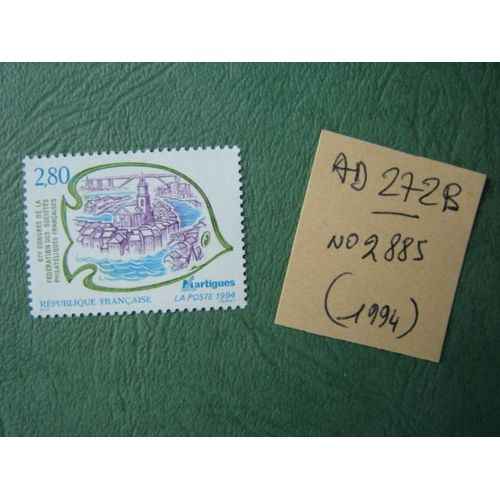 2,80
67e CONGRÈS DE LA
FÉDÉRATION DES SOCIÉTÉS
PHILATÉLIQUES FRANÇAISES
Martigues
RÉPUBLIQUE FRANÇAISE
LA POSTE 1994
AD 272B
NO 2885
(1994)